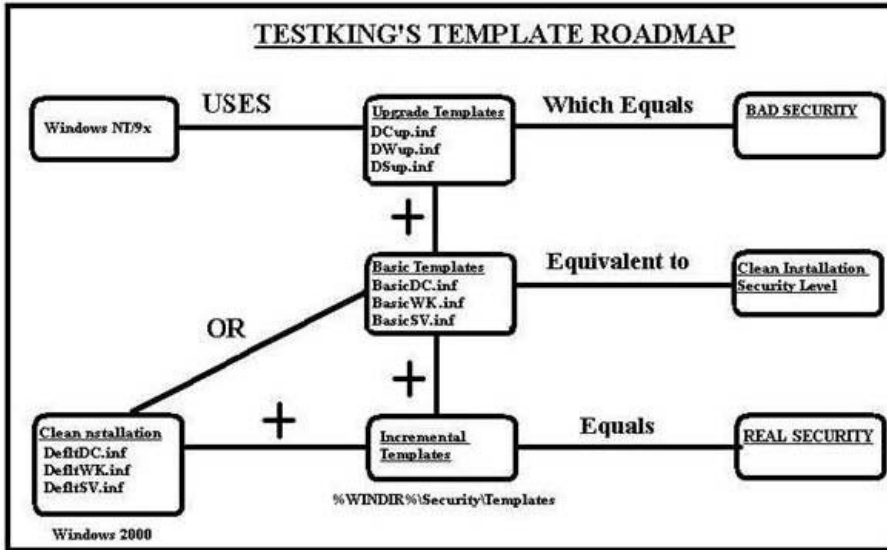 TESTKING'S TEMPLATE ROADMAP
Windows NT/9x
USES
Upgrade Templates
DCup.inf
DWup.inf
DSup.inf
Which Equals
BAD SECURITY
+
Basic Templates
BasicDC.inf
BasicWK.inf
BasicSV.inf
Equivalent to
Clean Installation
Security Level
OR
+
Clean nstallation
DefltDC.inf
DefltWK.inf
DefltSV.inf
Windows 2000
+
Incremental
Templates
%WINDIR%\Security\Templates
Equals
REAL SECURITY